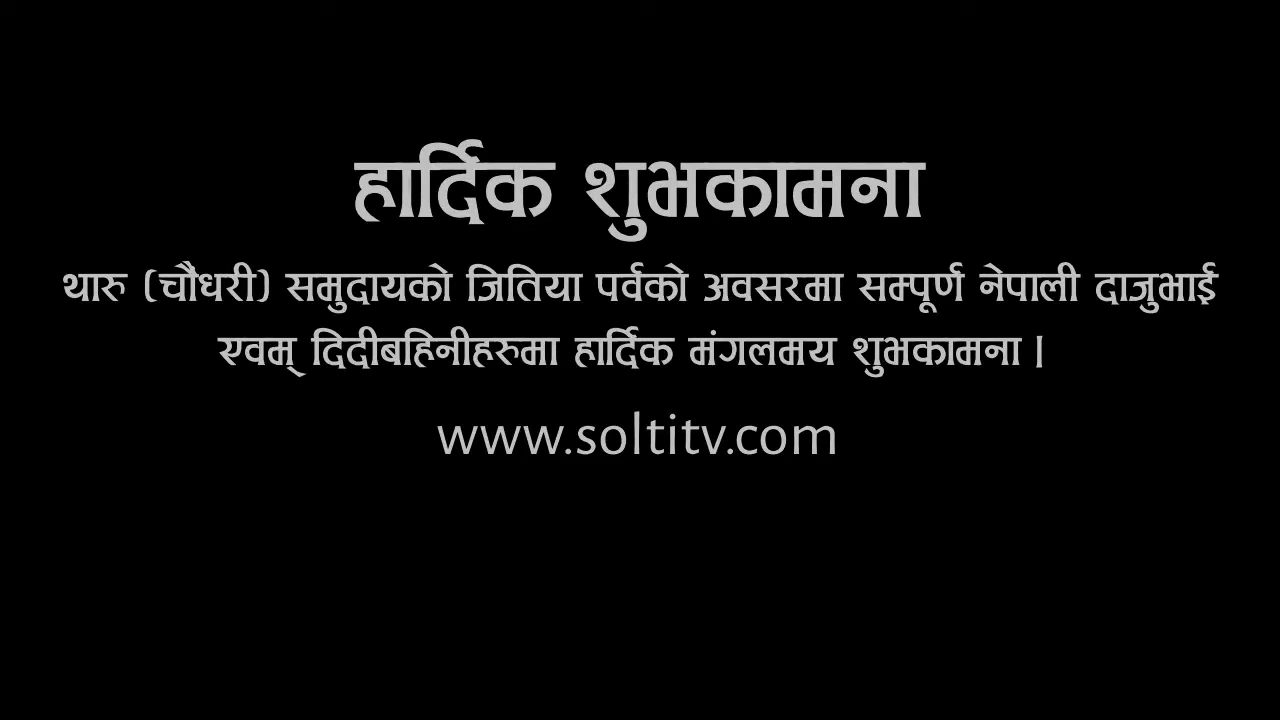 हार्दिक शुभकामना
थारु (चौधरी) समुदायको जितिया पर्वको अवसरमा सम्पूर्ण नेपाली दाजुभाई
एवम् दिदीबहिनीहरुमा हार्दिक मंगलमय शुभकामना ।
www.soltitv.com